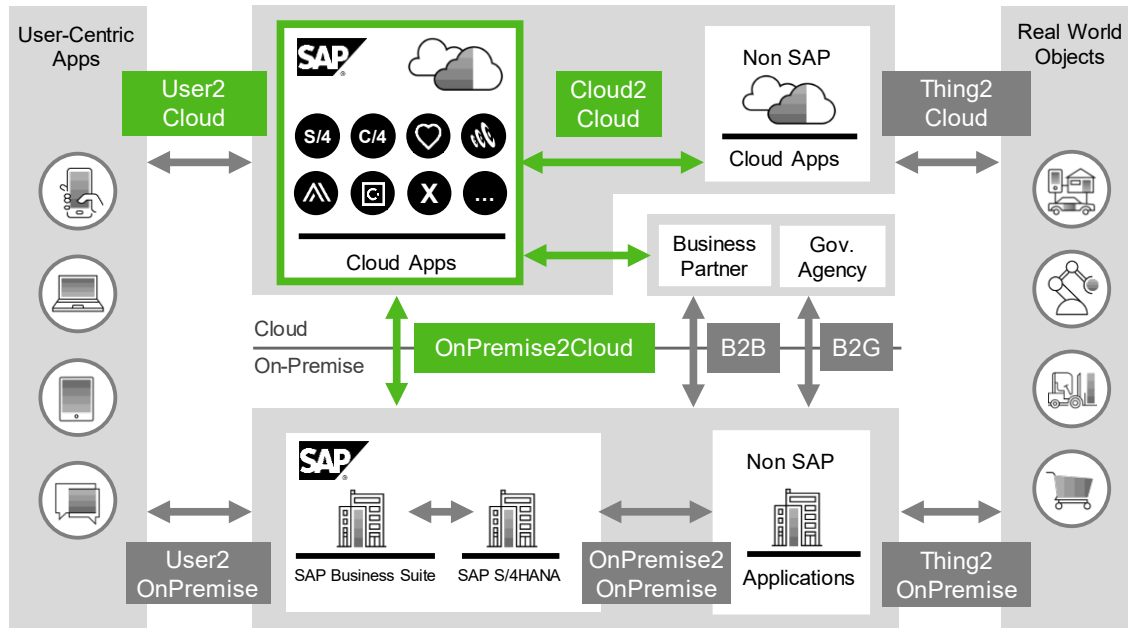 User-Centric
Apps
User2
Cloud
SAP
®
S/4
C/4
C
X
...
Cloud Apps
Cloud2
Cloud
Non SAP
Cloud Apps
Thing2
Cloud
Real World
Objects
Business
Partner
Gov.
Agency
Cloud
On-Premise
OnPremise2Cloud
B2B
B2G
SAP
®
SAP Business Suite
SAP S/4HANA
User2
OnPremise
OnPremise2
OnPremise
Non SAP
Applications
Thing2
OnPremise